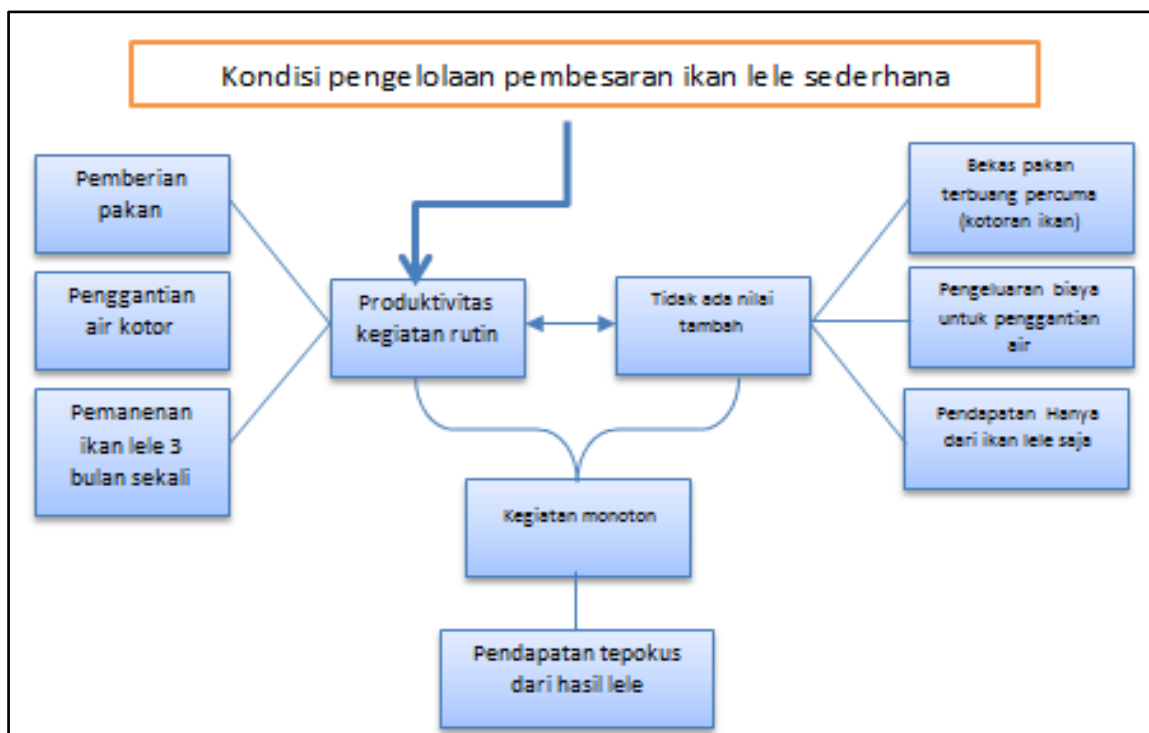 Kondisi pengelolaan pembesaran ikan lele sederhana
Pemberian
pakan
Penggantian
air kotor
Pemanenan
ikan lele 3
bulan sekali
Produktivitas
kegiatan rutin
Tidak ada nilai
tambah
Bekas pakan
terbuang percuma
(kotoran ikan)
Pengeluaran biaya
untuk penggantian
air
Pendapatan Hanya
dari ikan lele saja
Kegiatan monoton
Pendapatan tepokus
dari hasil lele